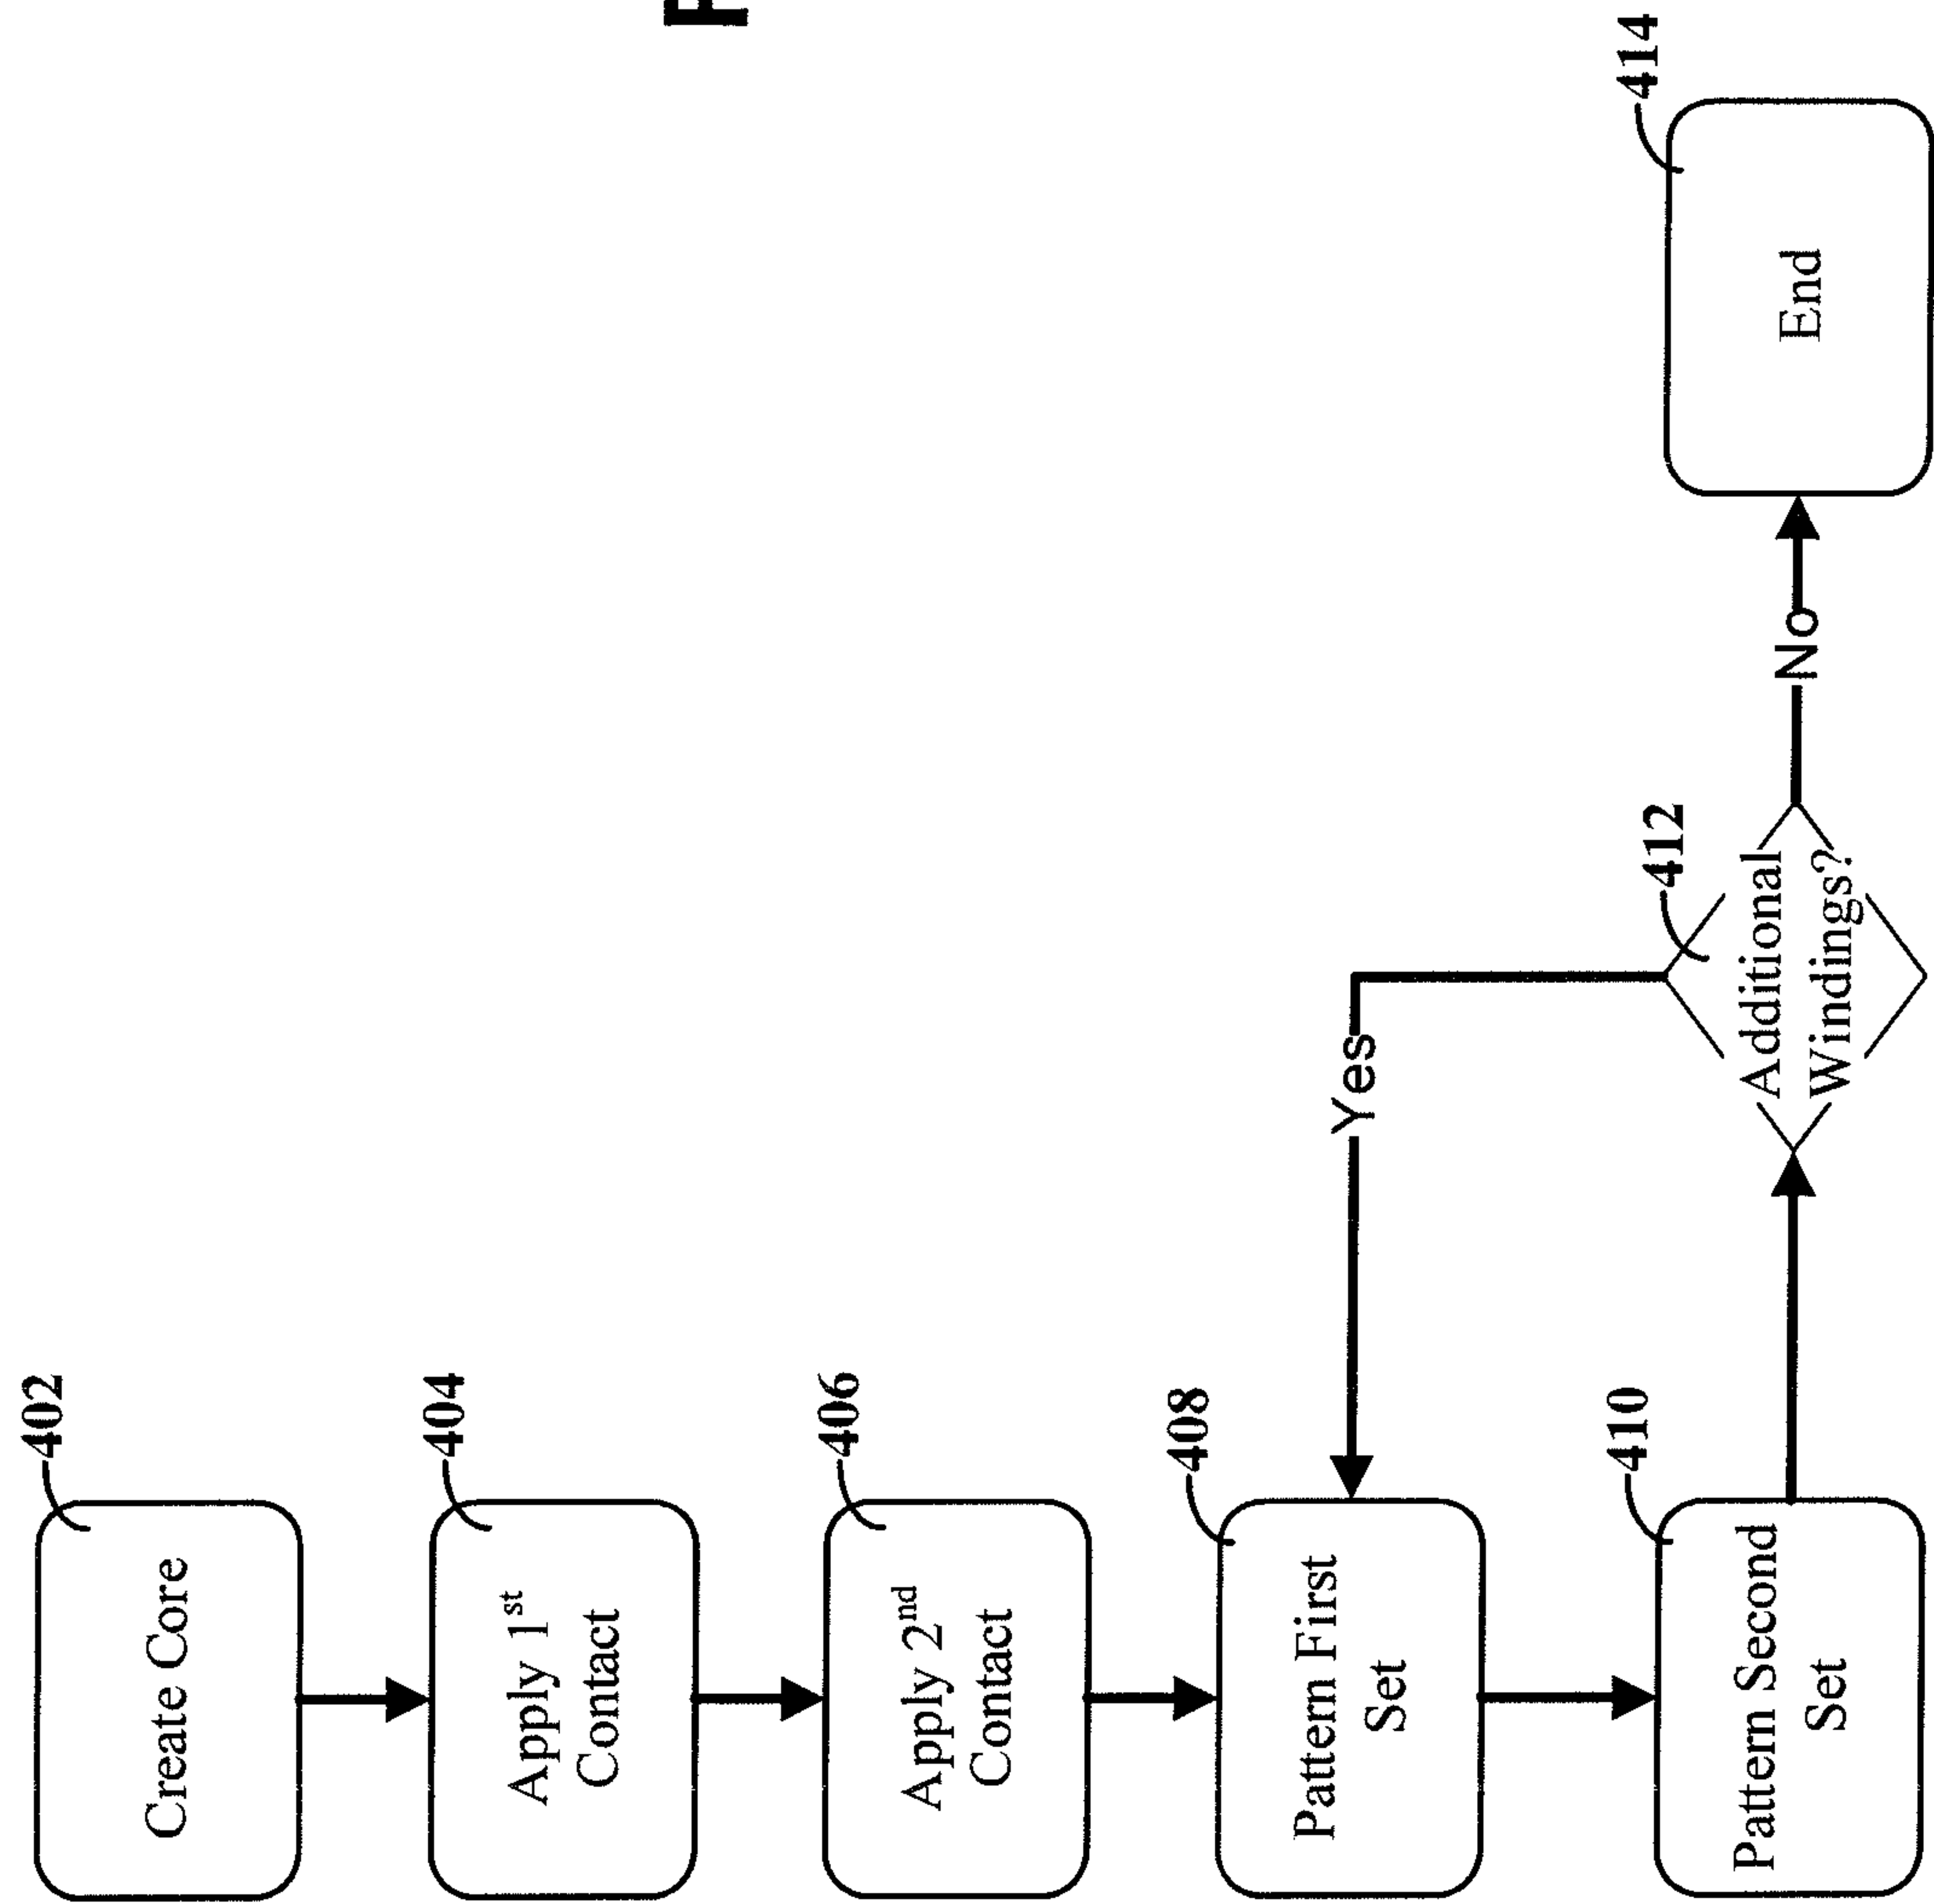 402
Create Core
404
Apply 1st
Contact
406
Apply 2nd
Contact
408
Pattern First
Set
410
Pattern Second
Set
Yes
412
Additional
Windings?
No
414
End